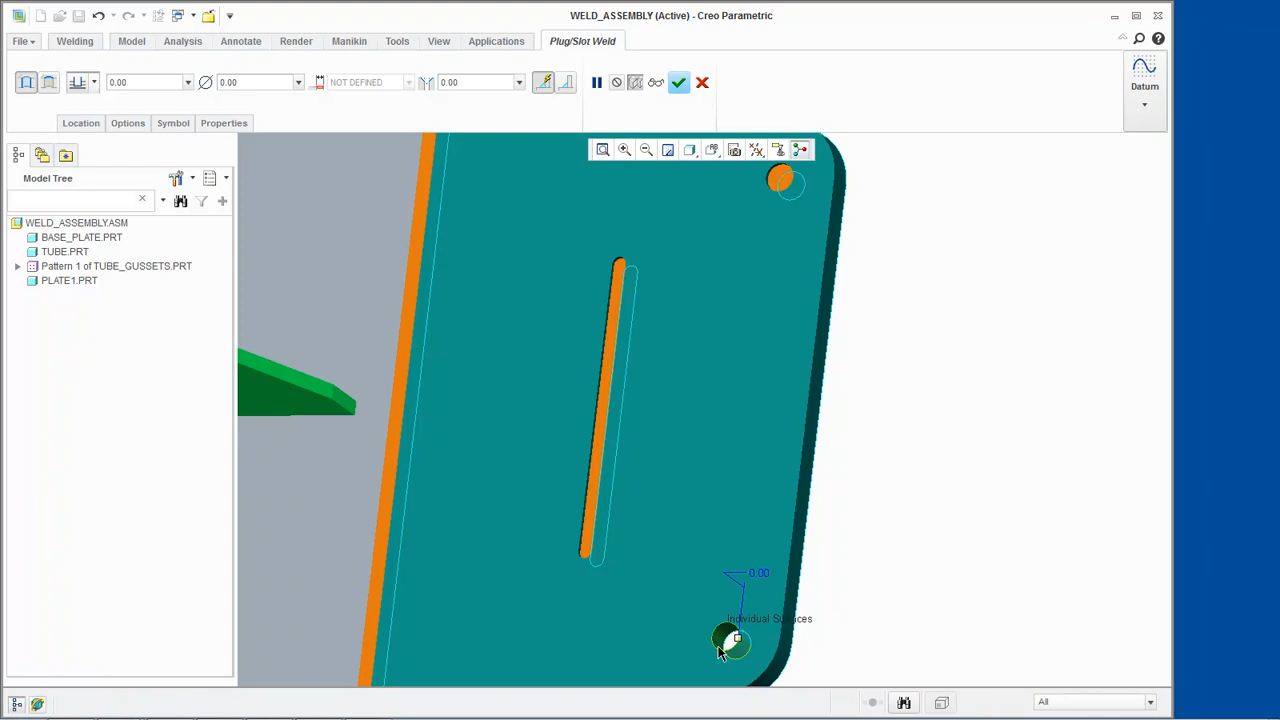 WELD_ASSEMBLY (Active) - Creo Parametric
File Welding Model Analysis Annotate Render Manikin Tools View Applications Plug/Slot Weld
0.00 0.00 NOT DEFINED 0.00
Datum
Location Options Symbol Properties
Model Tree
WELD_ASSEMBLY.ASM
BASE_PLATE.PRT
TUBE.PRT
Pattern 1 of TUBE_GUSSETS.PRT
PLATE1.PRT
0.00
Individual Surfaces
All